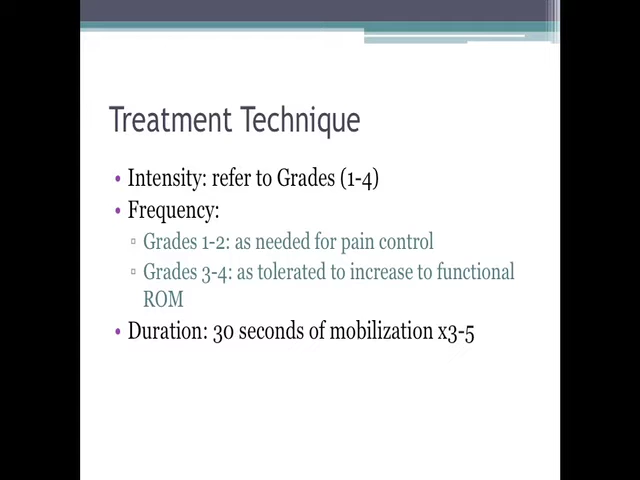 Treatment Technique
• Intensity: refer to Grades (1-4)
• Frequency:
▫ Grades 1-2: as needed for pain control
▫ Grades 3-4: as tolerated to increase to functional
ROM
• Duration: 30 seconds of mobilization x3-5